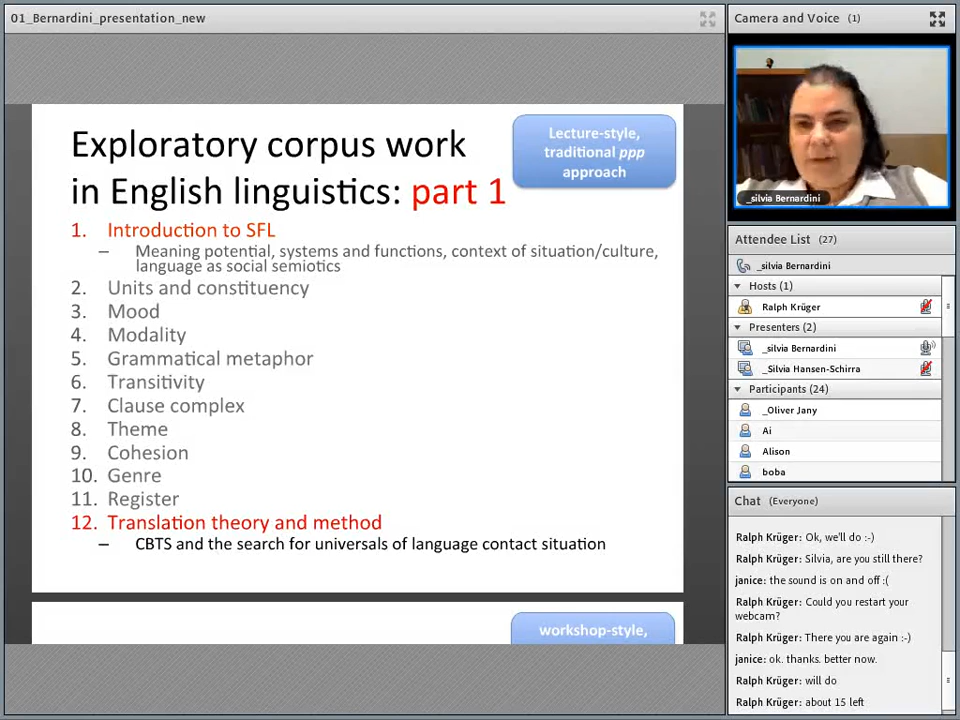 01_Bernardini_presentation_new
Exploratory corpus work
in English linguistics: part 1
Lecture-style,
traditional ppp
approach
1. Introduction to SFL
– Meaning potential, systems and functions, context of situation/culture,
language as social semiotics
2. Units and constituency
3. Mood
4. Modality
5. Grammatical metaphor
6. Transitivity
7. Clause complex
8. Theme
9. Cohesion
10. Genre
11. Register
12. Translation theory and method
– CBTS and the search for universals of language contact situation
workshop-style,
Camera and Voice (1)
_silvia Bernardini
Attendee List (27)
_silvia Bernardini
Hosts (1)
Ralph Krüger
Presenters (2)
_silvia Bernardini
_Silvia Hansen-Schirra
Participants (24)
_Oliver Jany
Ai
Alison
boba
Chat (Everyone)
Ralph Krüger: Ok, we'll do :-)
Ralph Krüger: Silvia, are you still there?
janice: the sound is on and off :(
Ralph Krüger: Could you restart your
webcam?
Ralph Krüger: There you are again :-)
janice: ok. thanks. better now.
Ralph Krüger: will do
Ralph Krüger: about 15 left